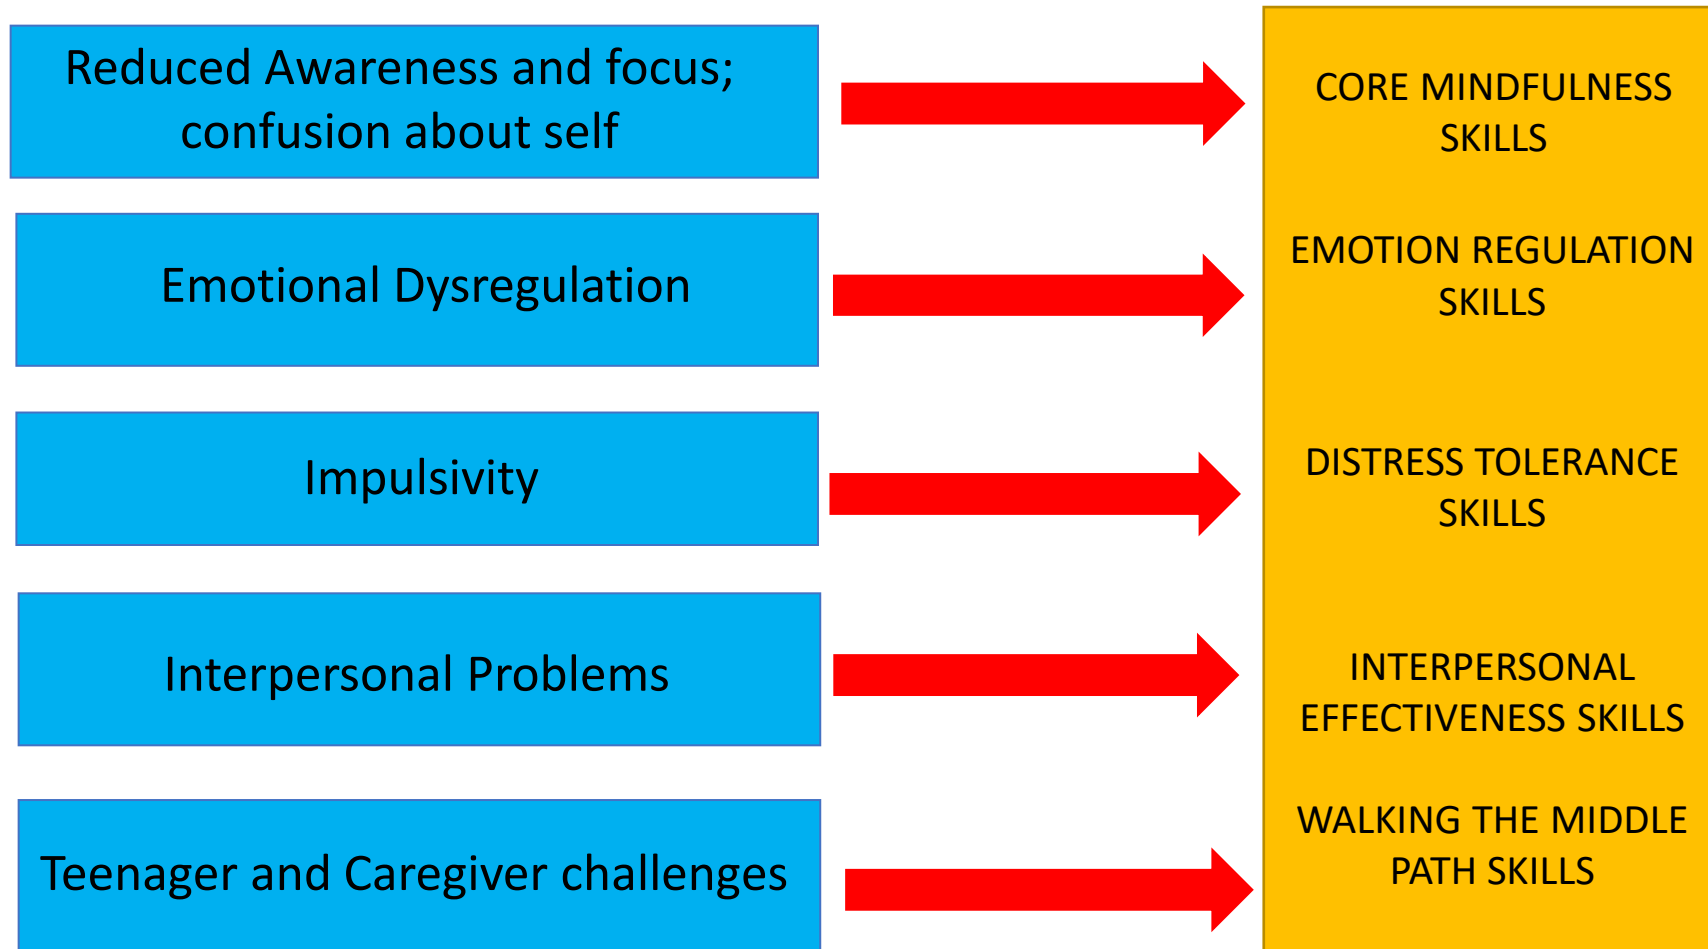 Reduced Awareness and focus;
confusion about self
CORE MINDFULNESS
SKILLS
Emotional Dysregulation
EMOTION REGULATION
SKILLS
Impulsivity
DISTRESS TOLERANCE
SKILLS
Interpersonal Problems
INTERPERSONAL
EFFECTIVENESS SKILLS
Teenager and Caregiver challenges
WALKING THE MIDDLE
PATH SKILLS